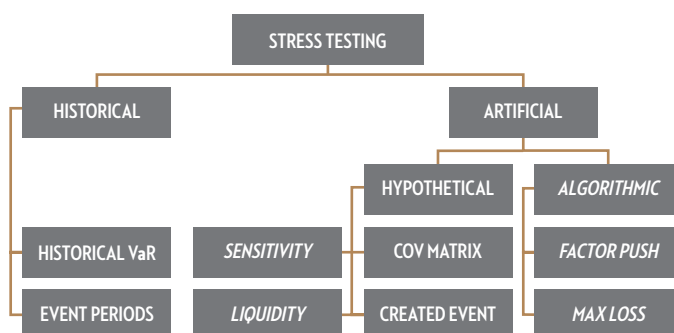 STRESS TESTING
HISTORICAL
ARTIFICIAL
HYPOTHETICAL
ALGORITHMIC
HISTORICAL VaR
SENSITIVITY
COV MATRIX
FACTOR PUSH
EVENT PERIODS
LIQUIDITY
CREATED EVENT
MAX LOSS